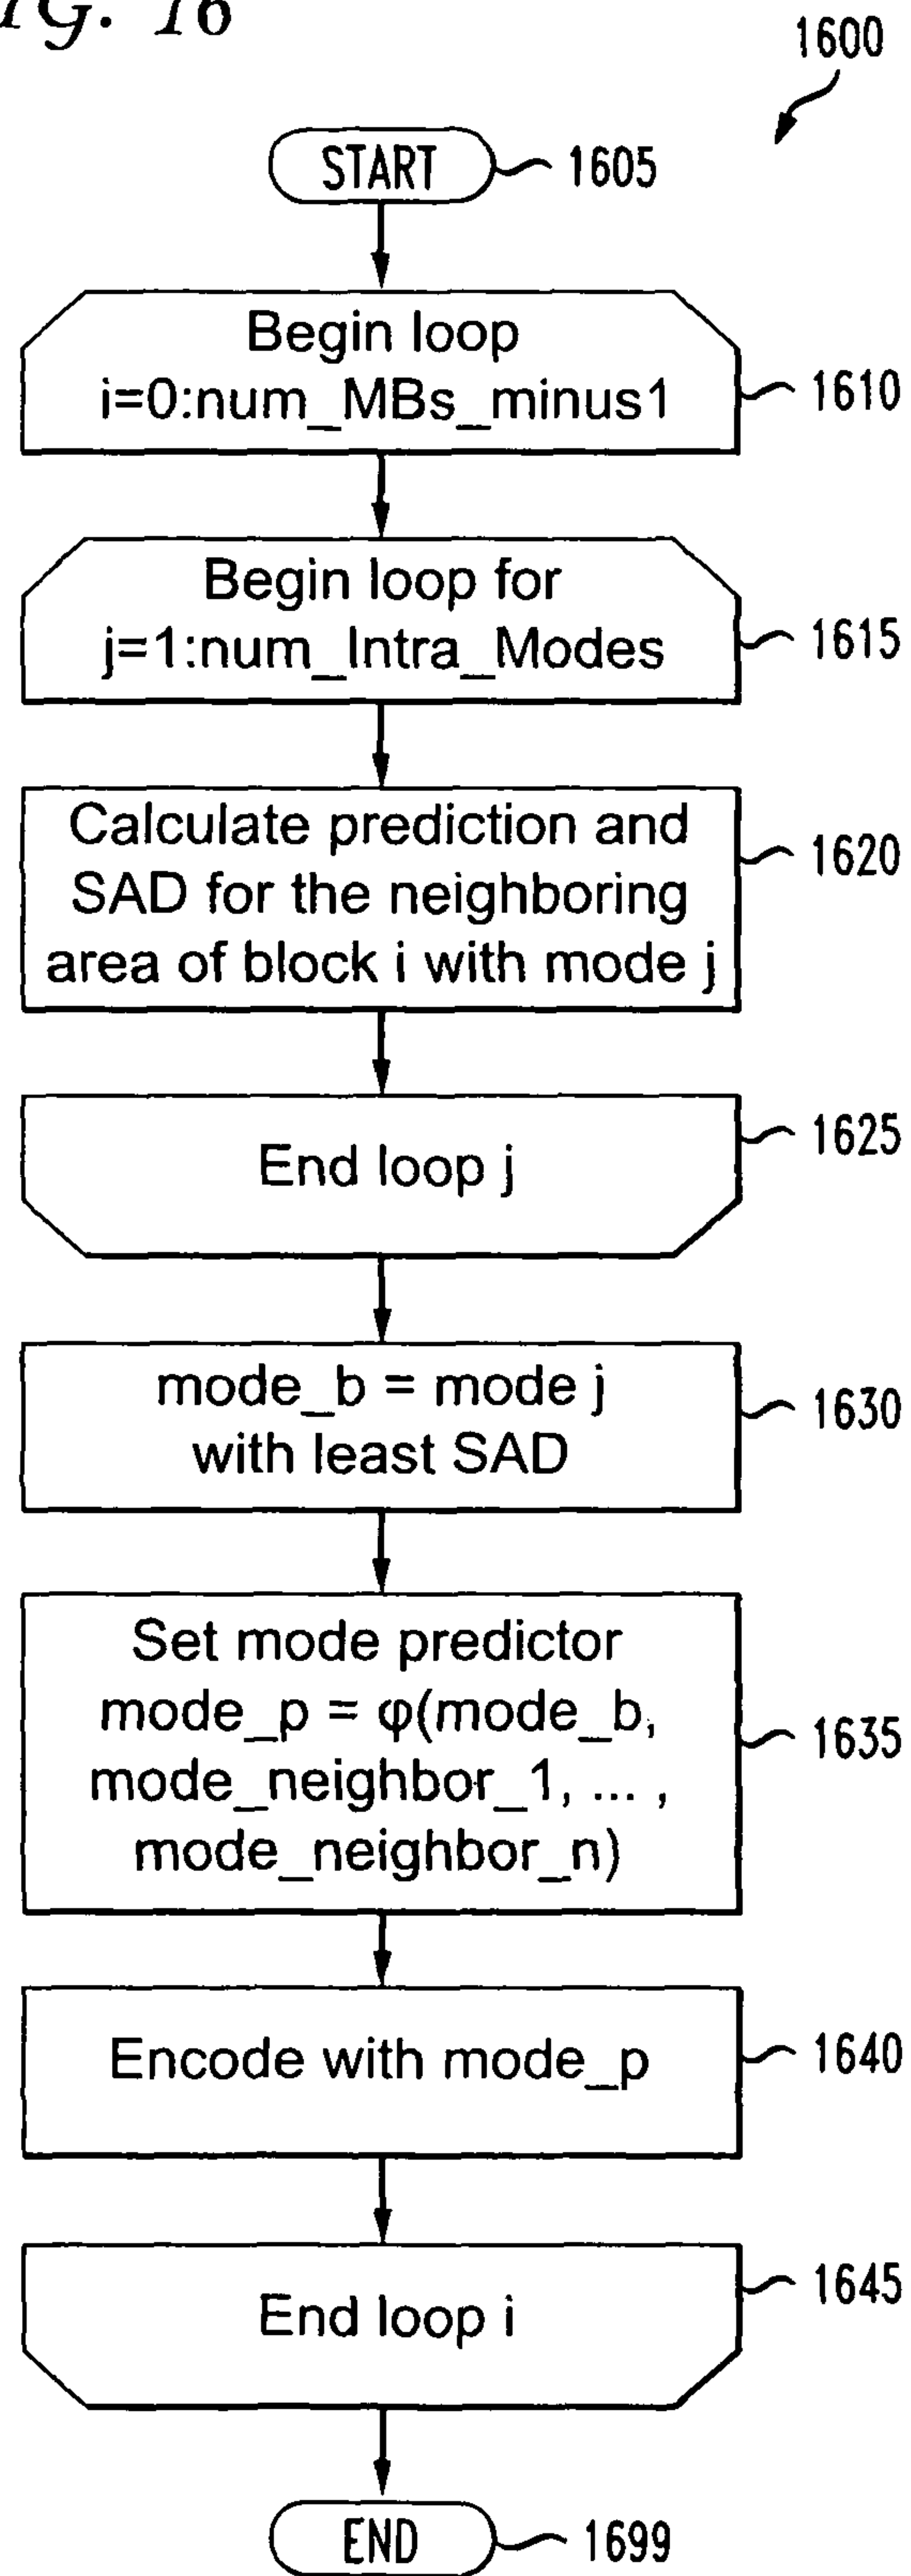 FIG. 16
1600
START 1605
Begin loop
i=0:num_MBs_minus1 1610
Begin loop for
j=1:num_Intra_Modes 1615
Calculate prediction and
SAD for the neighboring
area of block i with mode j
1620
End loop j 1625
mode_b = mode j
with least SAD
1630
Set mode predictor
mode_p = φ(mode_b,
mode_neighbor_1, ... ,
mode_neighbor_n)
1635
Encode with mode_p 1640
End loop i 1645
END 1699